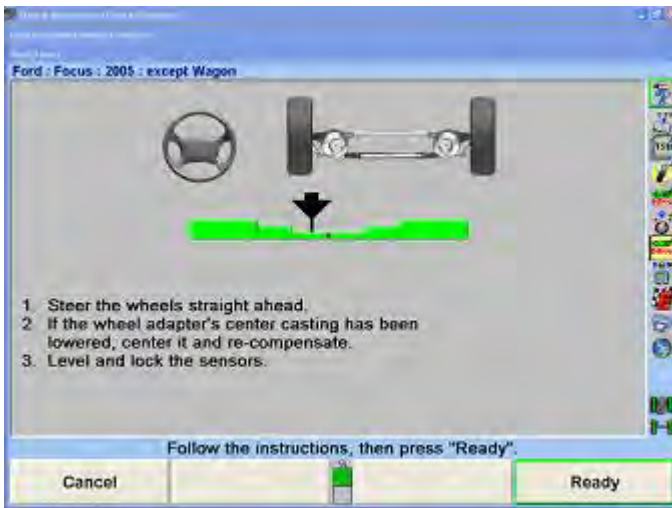 Ford : Focus : 2005 : except Wagon
1 Steer the wheels straight ahead.
2 If the wheel adapter's center casting has been
lowered, center it and re-compensate.
3. Level and lock the sensors.
Follow the instructions, then press "Ready".
Cancel
Ready